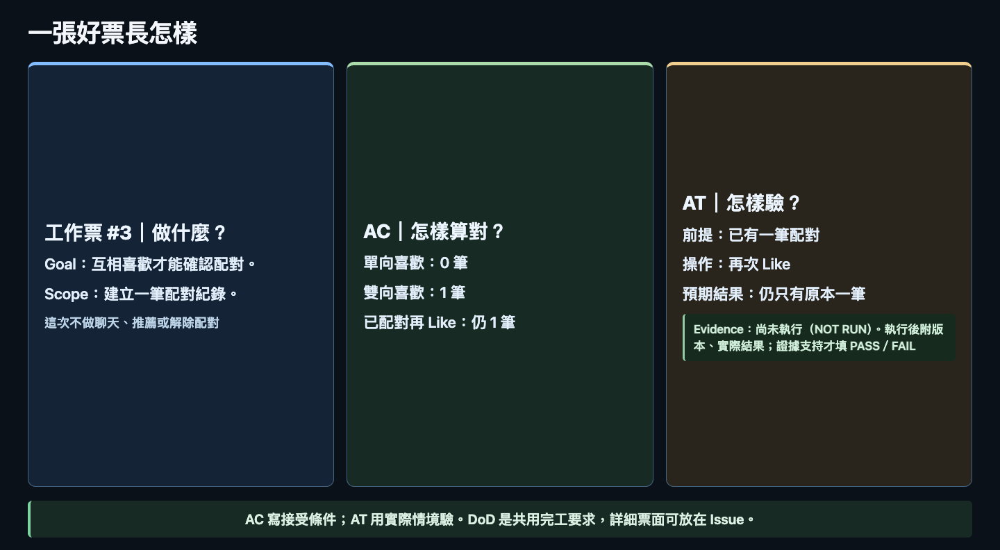 一張好票長怎樣
工作票 #3｜做什麼？
Goal：互相喜歡才能確認配對。
Scope：建立一筆配對紀錄。
這次不做聊天、推薦或解除配對
AC｜怎樣算對？
單向喜歡：0 筆
雙向喜歡：1 筆
已配對再 Like：仍 1 筆
AT｜怎樣驗？
前提：已有一筆配對
操作：再次 Like
預期結果：仍只有原本一筆
Evidence：尚未執行（NOT RUN）。執行後附版
本、實際結果；證據支持才填 PASS / FAIL
AC 寫接受條件；AT 用實際情境驗。DoD 是共用完工要求，詳細票面可放在 Issue。